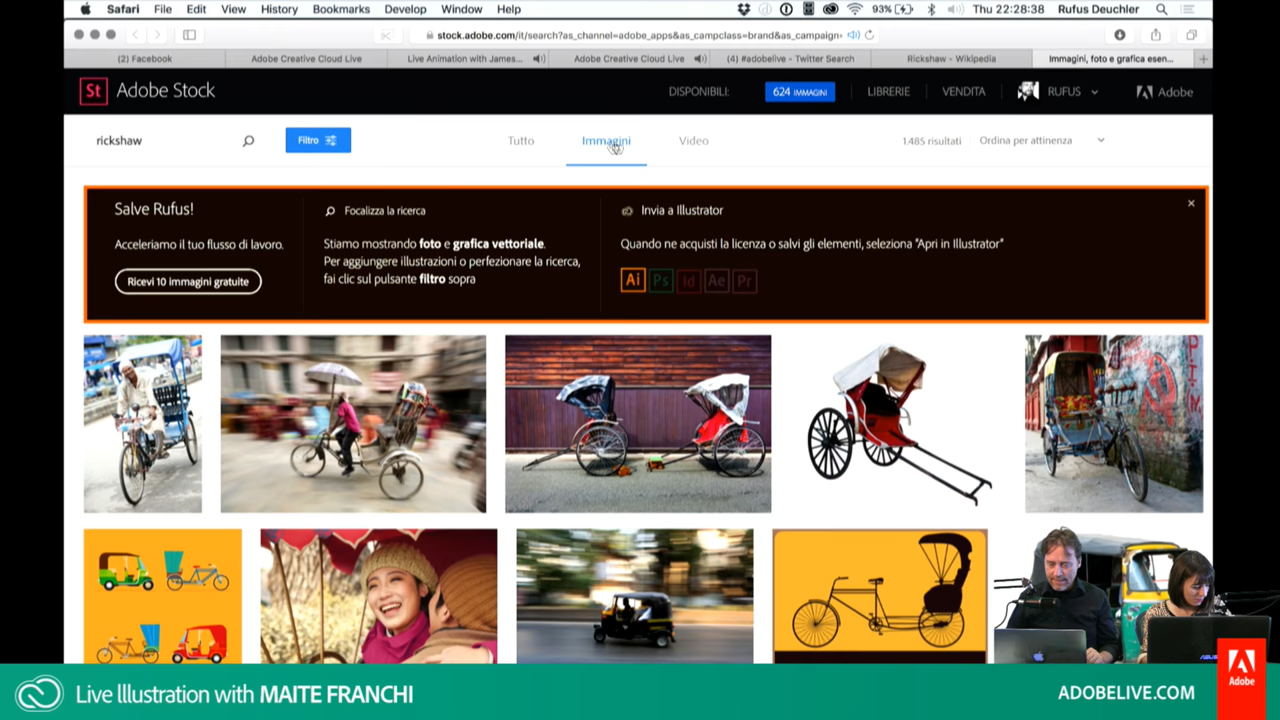 Safari File Edit View History Bookmarks Develop Window Help 93% Thu 22:28:38 Rufus Deuchler
stock.adobe.com/it/search?as_channel=adobe_apps&as_campclass=brand&as_campaign=
(2) Facebook Adobe Creative Cloud Live Live Animation with James... Adobe Creative Cloud Live (4) #adobelive - Twitter Search Rickshaw - Wikipedia Immagini, foto e grafica esen...
St Adobe Stock DISPONIBILI: 624 IMMAGINI LIBRERIE VENDITA RUFUS Adobe
rickshaw Filtro Tutto Immagini Video 1.485 risultati Ordina per attinenza
Salve Rufus!
Acceleriamo il tuo flusso di lavoro.
Ricevi 10 immagini gratuite
Focalizza la ricerca
Stiamo mostrando foto e grafica vettoriale.
Per aggiungere illustrazioni o perfezionare la ricerca,
fai clic sul pulsante filtro sopra
Invia a Illustrator
Quando ne acquisti la licenza o salvi gli elementi, seleziona "Apri in Illustrator"
Ai Ps Id Ae Pr
Live Illustration with MAITE FRANCHI
ADOBELIVE.COM
Adobe